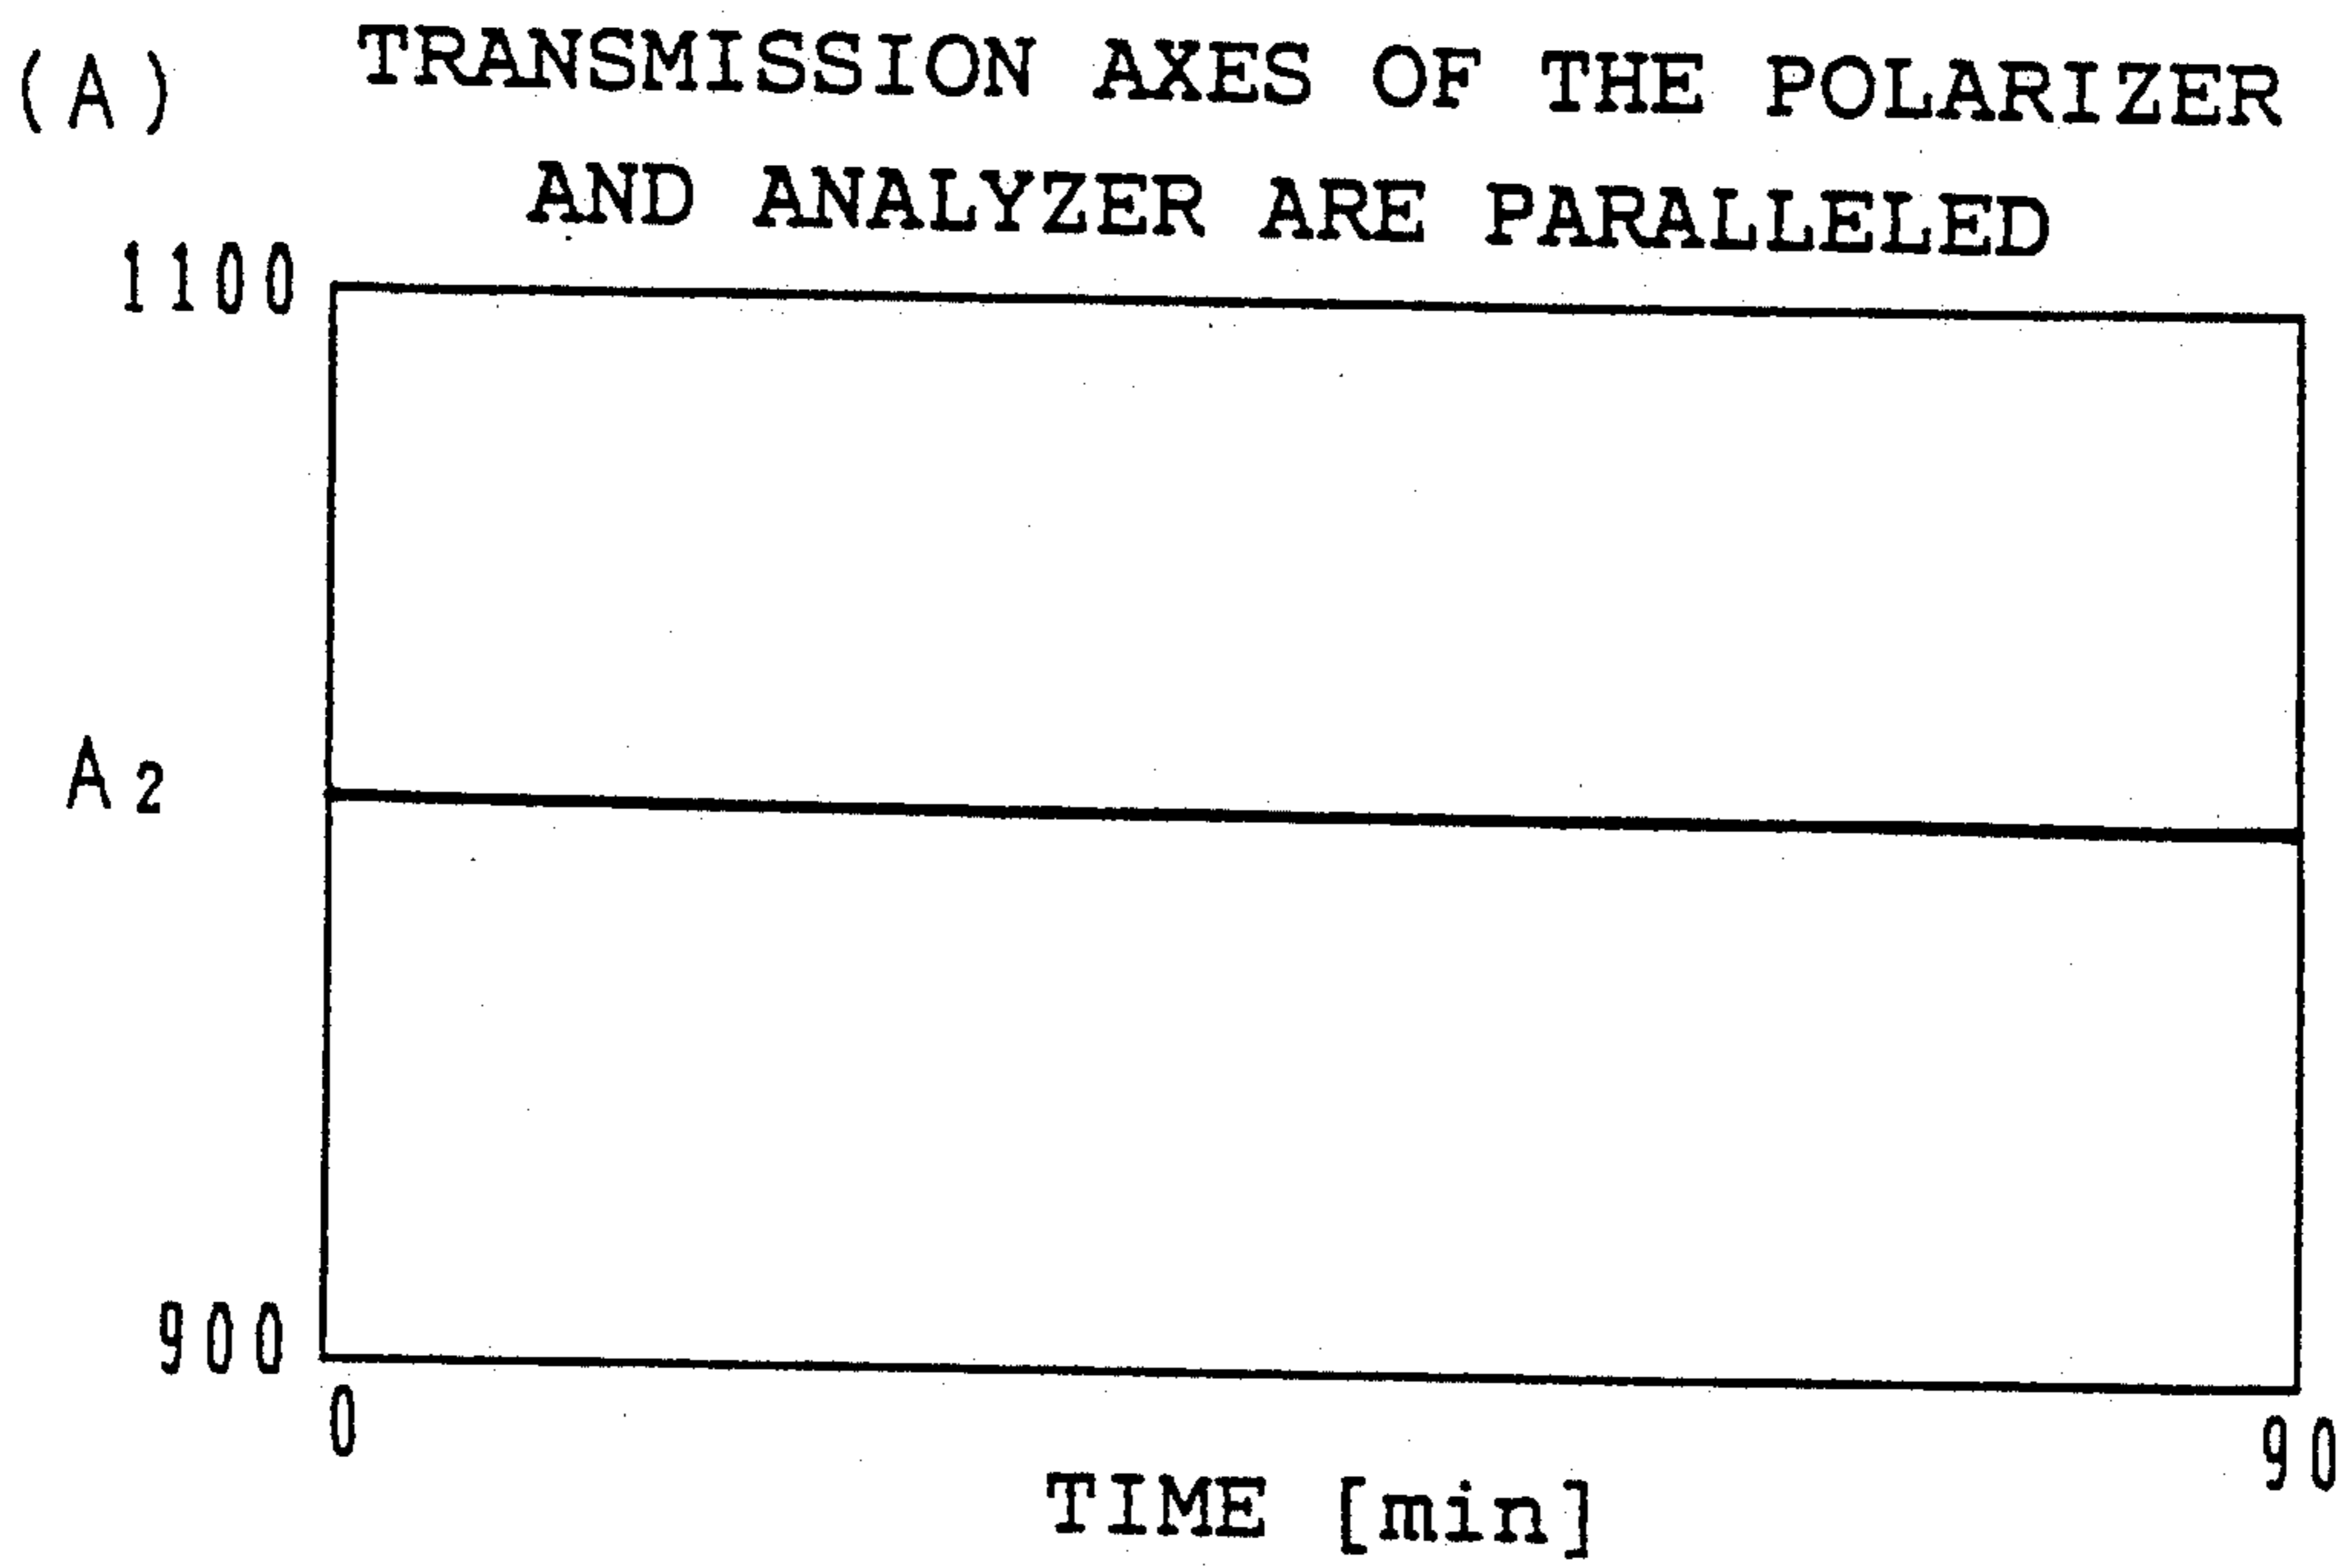 (A) TRANSMISSION AXES OF THE POLARIZER
AND ANALYZER ARE PARALLELED
1100
A2
900
0
90
TIME [min]